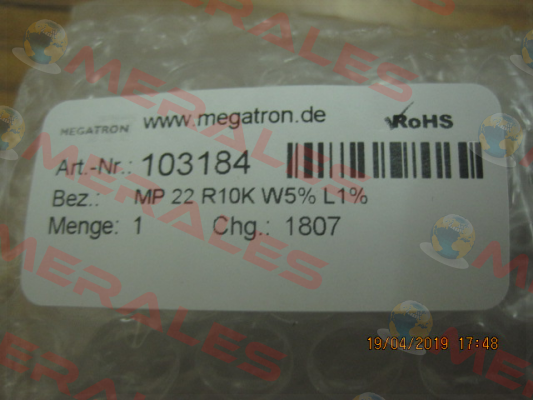 MEGATRON www.megatron.de RoHS
Art.-Nr.: 103184
Bez.: MP 22 R10K W5% L1%
Menge: 1 Chg.: 1807
MERALES
MERALES
MERALES
19/04/2019 17:48